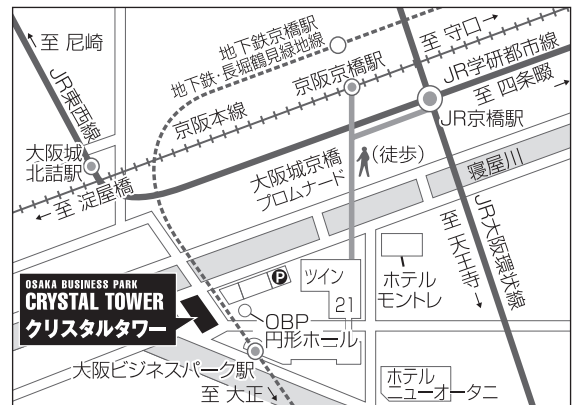 至 尼崎
JR東西線
地下鉄京橋駅
地下鉄・長堀鶴見緑地線
至 守口
京阪京橋駅
JR学研都市線
至 四条畷
京阪本線
JR京橋駅
大阪城
北詰駅
至 淀屋橋
大阪城京橋
プロムナード
(徒歩)
寝屋川
JR大阪環状線
至 天王寺
P
ツイン
21
ホテル
モントレ
OSAKA BUSINESS PARK
CRYSTAL TOWER
クリスタルタワー
OBP
円形ホール
大阪ビジネスパーク駅
至 大正
ホテル
ニューオータニ